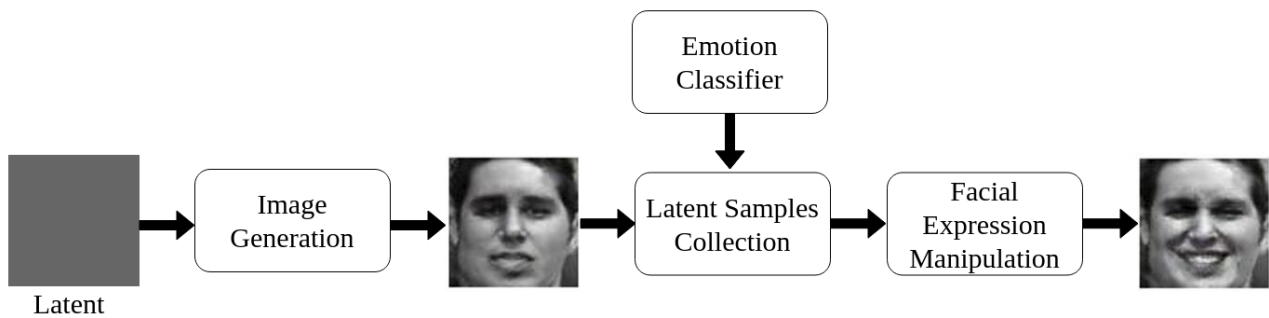 Latent
Image
Generation
Emotion
Classifier
Latent Samples
Collection
Facial
Expression
Manipulation